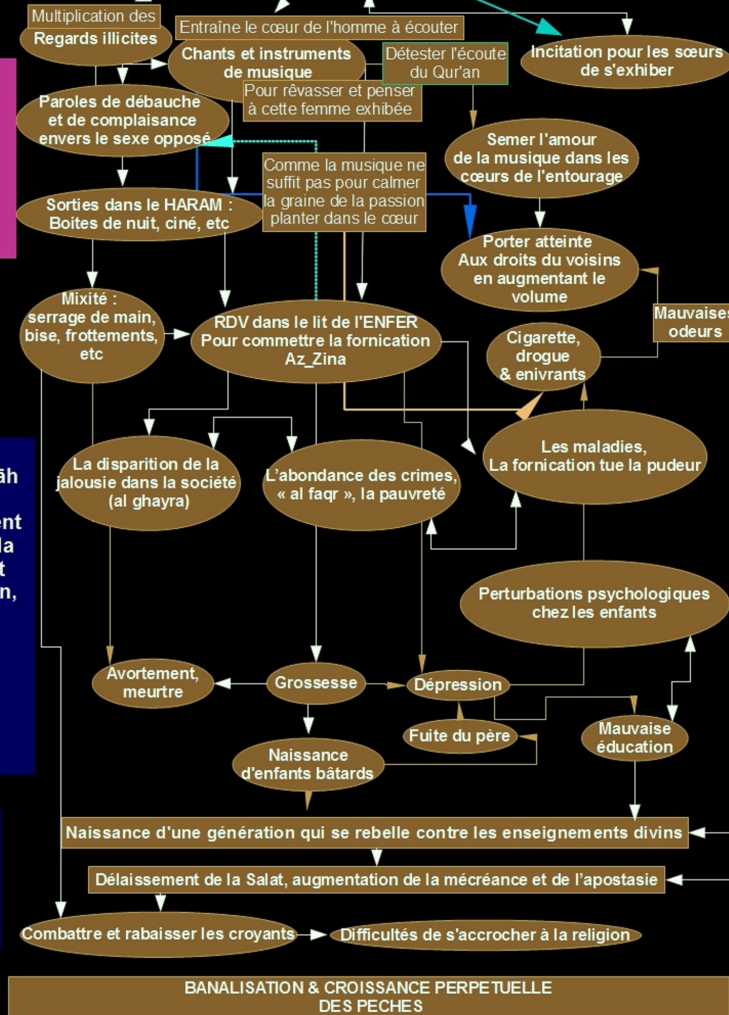 Multiplication des
Regards illicites
Entraîne le cœur de l'homme à écouter
Chants et instruments
de musique
Détester l'écoute
du Qur'an
Incitation pour les sœurs
de s'exhiber
Pour rêvasser et penser
à cette femme exhibée
Paroles de débauche
et de complaisance
envers le sexe opposé
Semer l'amour
de la musique dans les
cœurs de l'entourage
Comme la musique ne
suffit pas pour calmer
la graine de la passion
planter dans le cœur
Sorties dans le HARAM :
Boites de nuit, ciné, etc
Porter atteinte
Aux droits du voisins
en augmentant le
volume
Mixité :
serrage de main,
bise, frottements,
etc
RDV dans le lit de l'ENFER
Pour commettre la fornication
Az_Zina
Mauvaises
odeurs
Cigarette,
drogue
& enivrants
La disparition de la
jalousie dans la société
(al ghayra)
L'abondance des crimes,
« al faqr », la pauvreté
Les maladies,
La fornication tue la pudeur
āh
ent
la
t
n,
Perturbations psychologiques
chez les enfants
Avortement,
meurtre
Grossesse
Dépression
Fuite du père
Mauvaise
éducation
Naissance
d'enfants bâtards
Naissance d'une génération qui se rebelle contre les enseignements divins
Délaissement de la Salat, augmentation de la mécréance et de l'apostasie
Combattre et rabaisser les croyants
Difficultés de s'accrocher à la religion
BANALISATION & CROISSANCE PERPETUELLE
DES PECHES